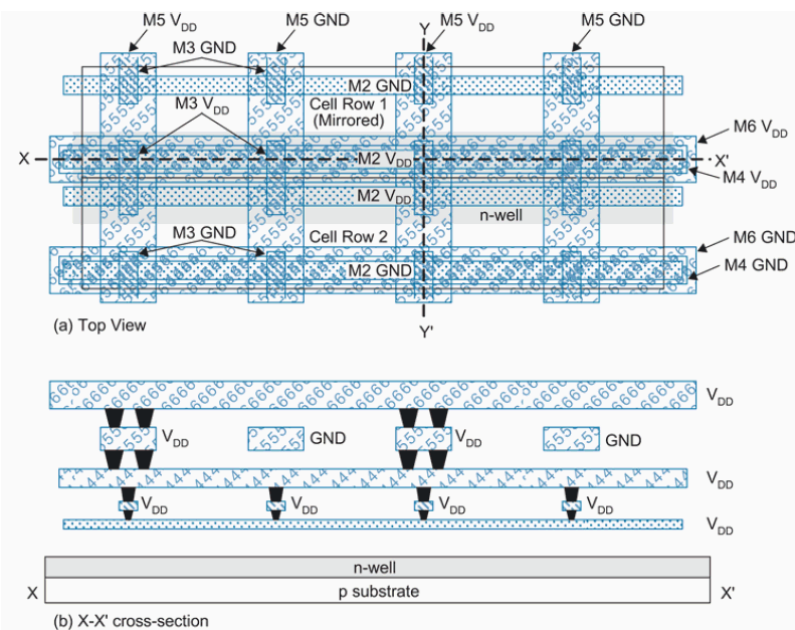 M5 VDD
M5 GND
M5 VDD
M5 GND
Y
M3 GND
M2 GND
Cell Row 1
(Mirrored)
M3 VDD
M6 VDD
X
M2 VDD
X'
M4 VDD
M2 VDD
n-well
M3 GND
Cell Row 2
M6 GND
M2 GND
M4 GND
(a) Top View
Y'
VDD
VDD
GND
VDD
GND
VDD
VDD
VDD
VDD
VDD
VDD
n-well
X
p substrate
X'
(b) X-X' cross-section